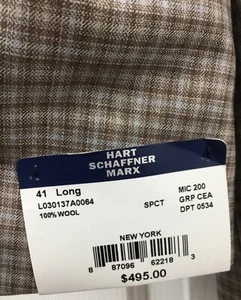 HART
SCHAFFNER
MARX
41 Long
L030137A0064
100% WOOL
SPCT
MIC 200
GRP CEA
DPT 0534
NEW YORK
8 87096 62218 3
$495.00